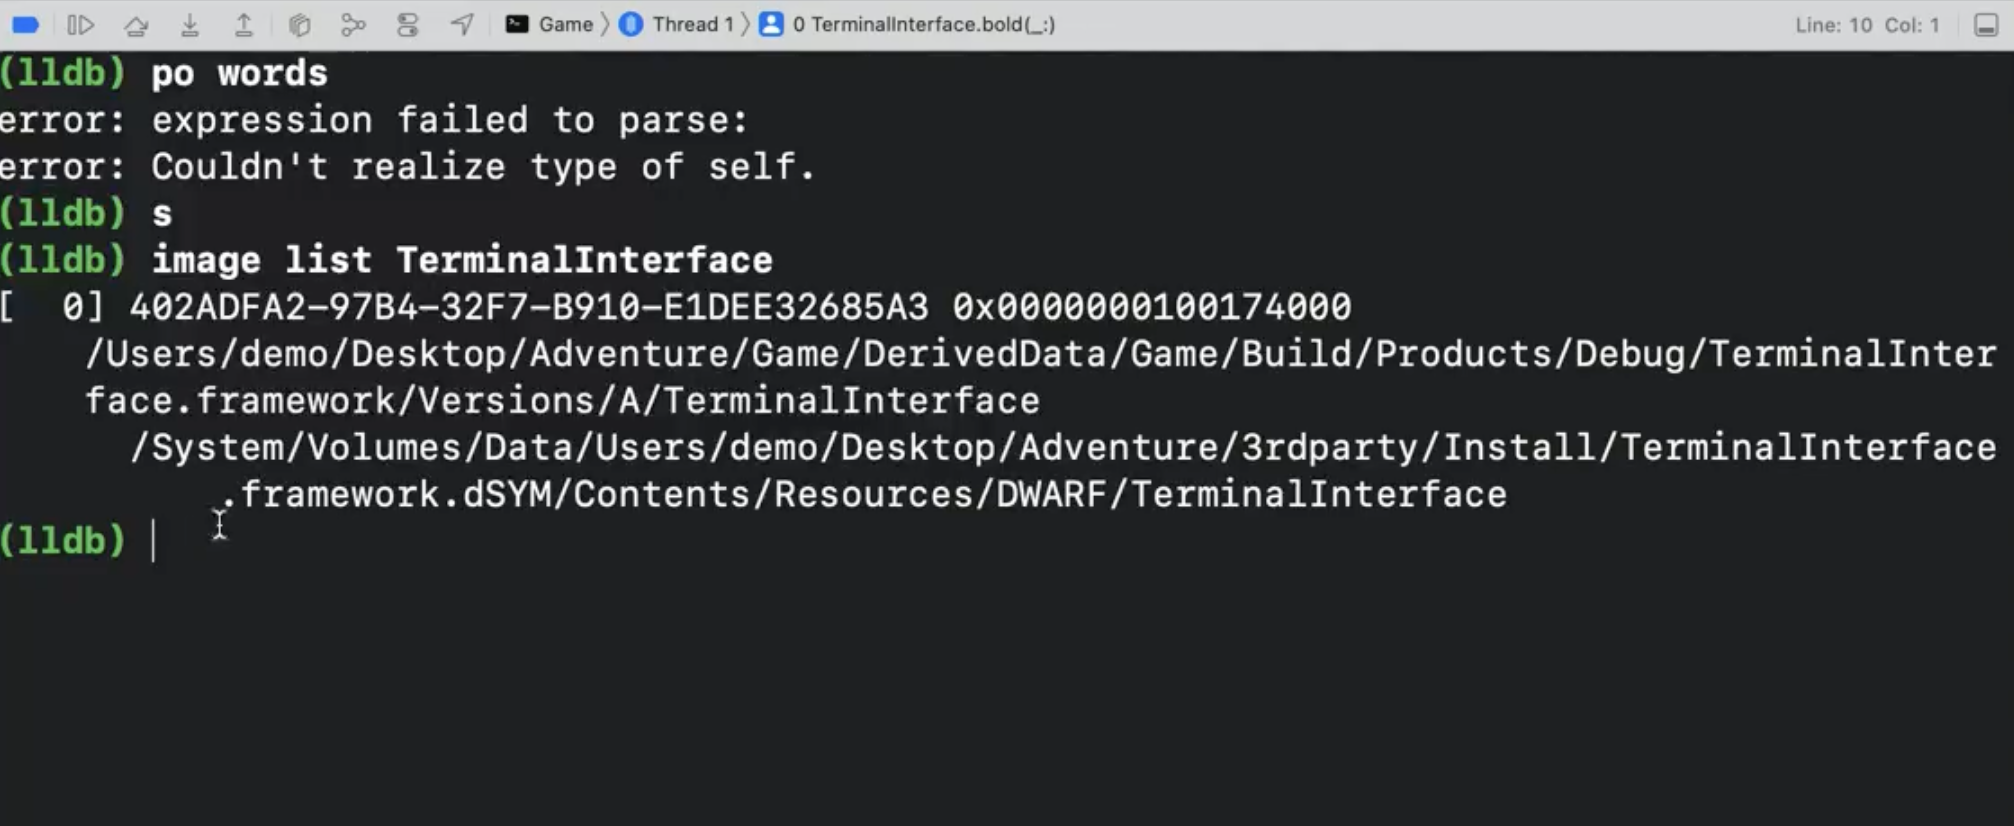 Game 〉 Thread 1 〉 0 TerminalInterface.bold(_:) Line: 10 Col: 1
(lldb) po words
error: expression failed to parse:
error: Couldn't realize type of self.
(lldb) s
(lldb) image list TerminalInterface
[  0] 402ADFA2-97B4-32F7-B910-E1DEE32685A3 0x0000000100174000
/Users/demo/Desktop/Adventure/Game/DerivedData/Game/Build/Products/Debug/TerminalInter
face.framework/Versions/A/TerminalInterface
/System/Volumes/Data/Users/demo/Desktop/Adventure/3rdparty/Install/TerminalInterface
.framework.dSYM/Contents/Resources/DWARF/TerminalInterface
(lldb)